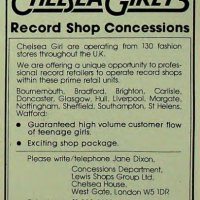 CHELSEA GIRL'S
Record Shop Concessions
Chelsea Girl are operating from 130 fashion
stores throughout the U.K.
We are offering a unique opportunity to profes-
sional record retailers to operate record shops
within these prime retail units.
Bournemouth, Bradford, Brighton, Carlisle,
Doncaster, Glasgow, Hull, Liverpool, Margate,
Nottingham, Sheffield, Southampton, St Helens,
Watford:
● Guaranteed high volume customer flow
of teenage girls.
● Exciting shop package.
Please write/telephone Jane Dixon,
Concessions Department,
Lewis Shops Group Ltd.
Chelsea House,
West Gate, London W5 1DR